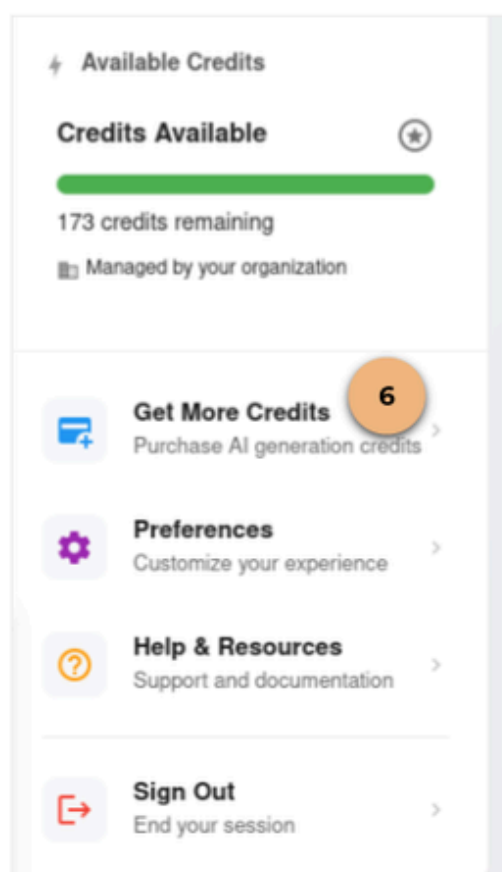 Available Credits
Credits Available
173 credits remaining
Managed by your organization
6
Get More Credits
Purchase AI generation credits
Preferences
Customize your experience
Help & Resources
Support and documentation
Sign Out
End your session